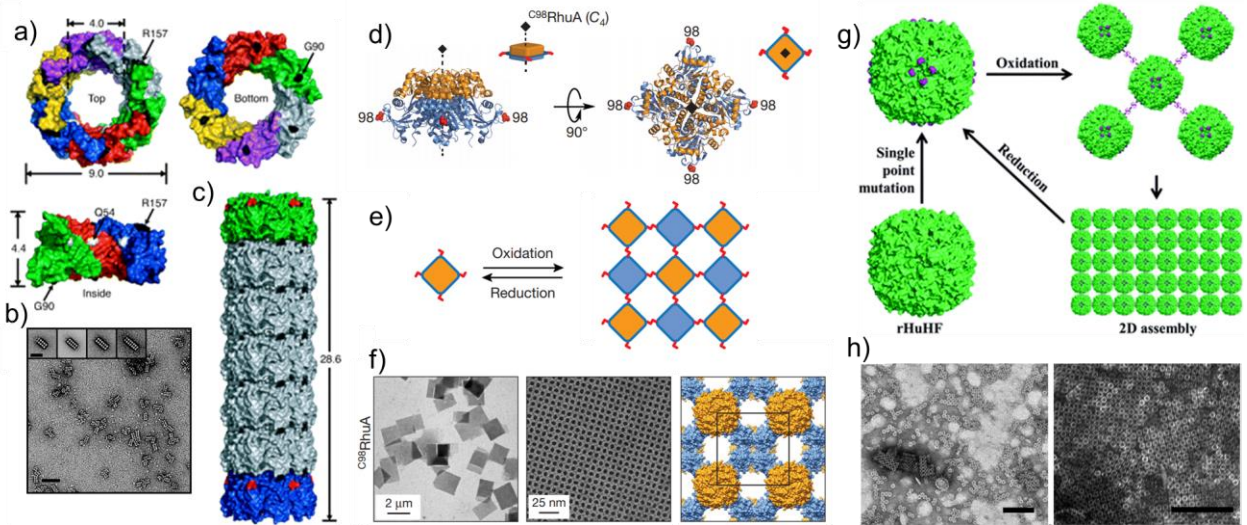 a)
4.0
R157
G90
Top
Bottom
9.0
Q54
R157
4.4
G90
Inside
b)
c)
28.6
d)
C98RhuA (C4)
98
98
98
90°
98
98
98
98
e)
Oxidation
Reduction
f)
C98RhuA
2 μm
25 nm
g)
Oxidation
Single
point
mutation
Reduction
rHuHF
2D assembly
h)